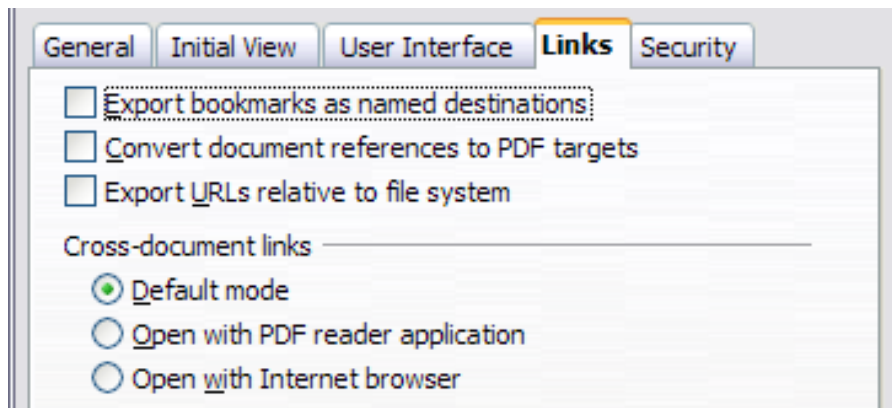 General Initial View User Interface Links Security
Export bookmarks as named destinations
Convert document references to PDF targets
Export URLs relative to file system
Cross-document links
Default mode
Open with PDF reader application
Open with Internet browser